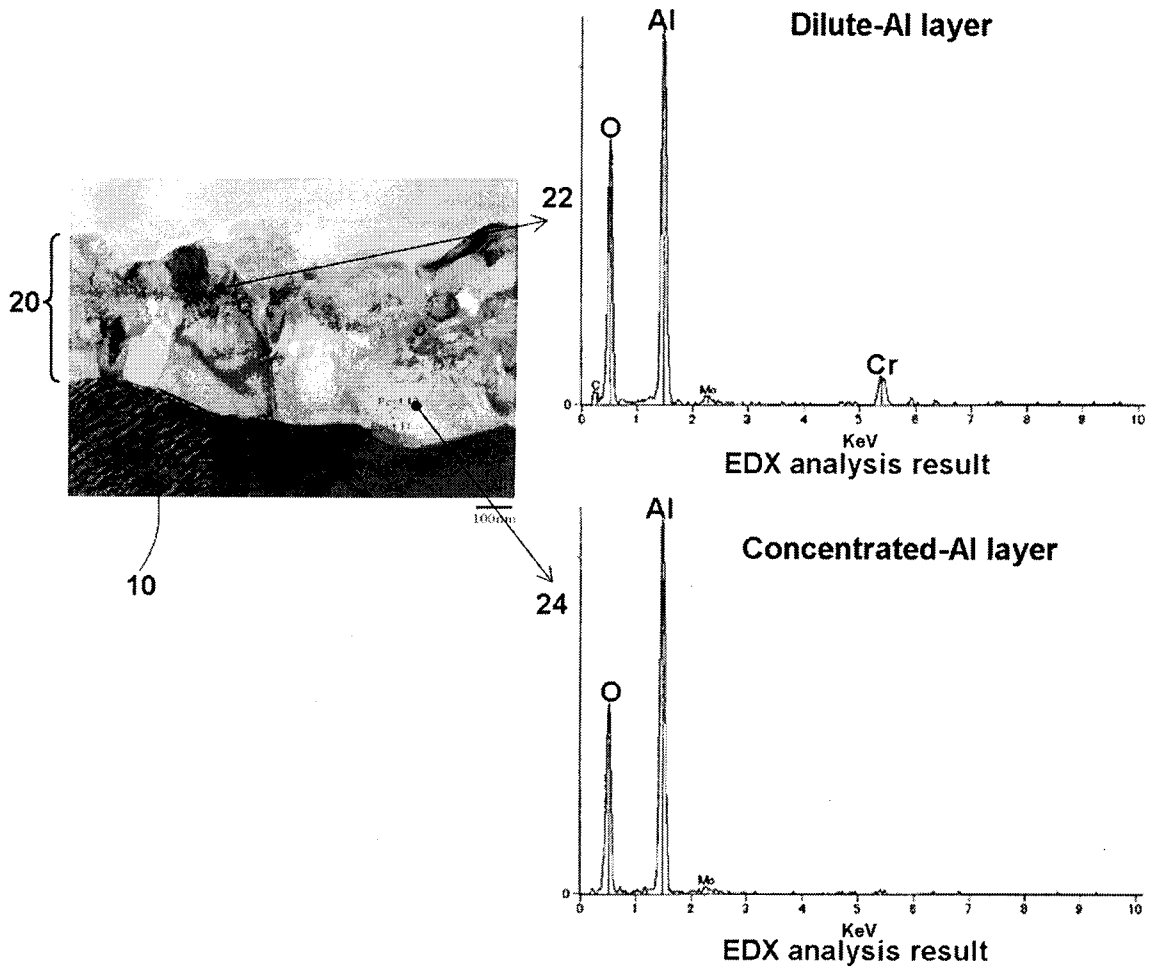 Al
Dilute-Al layer
O
22
Cr
C
Mo
0
0 1 2 3 4 5 6 7 8 9 10
KeV
EDX analysis result
20
100nm
10
Al
Concentrated-Al layer
24
O
Mo
0
0 1 2 3 4 5 6 7 8 9 10
KeV
EDX analysis result